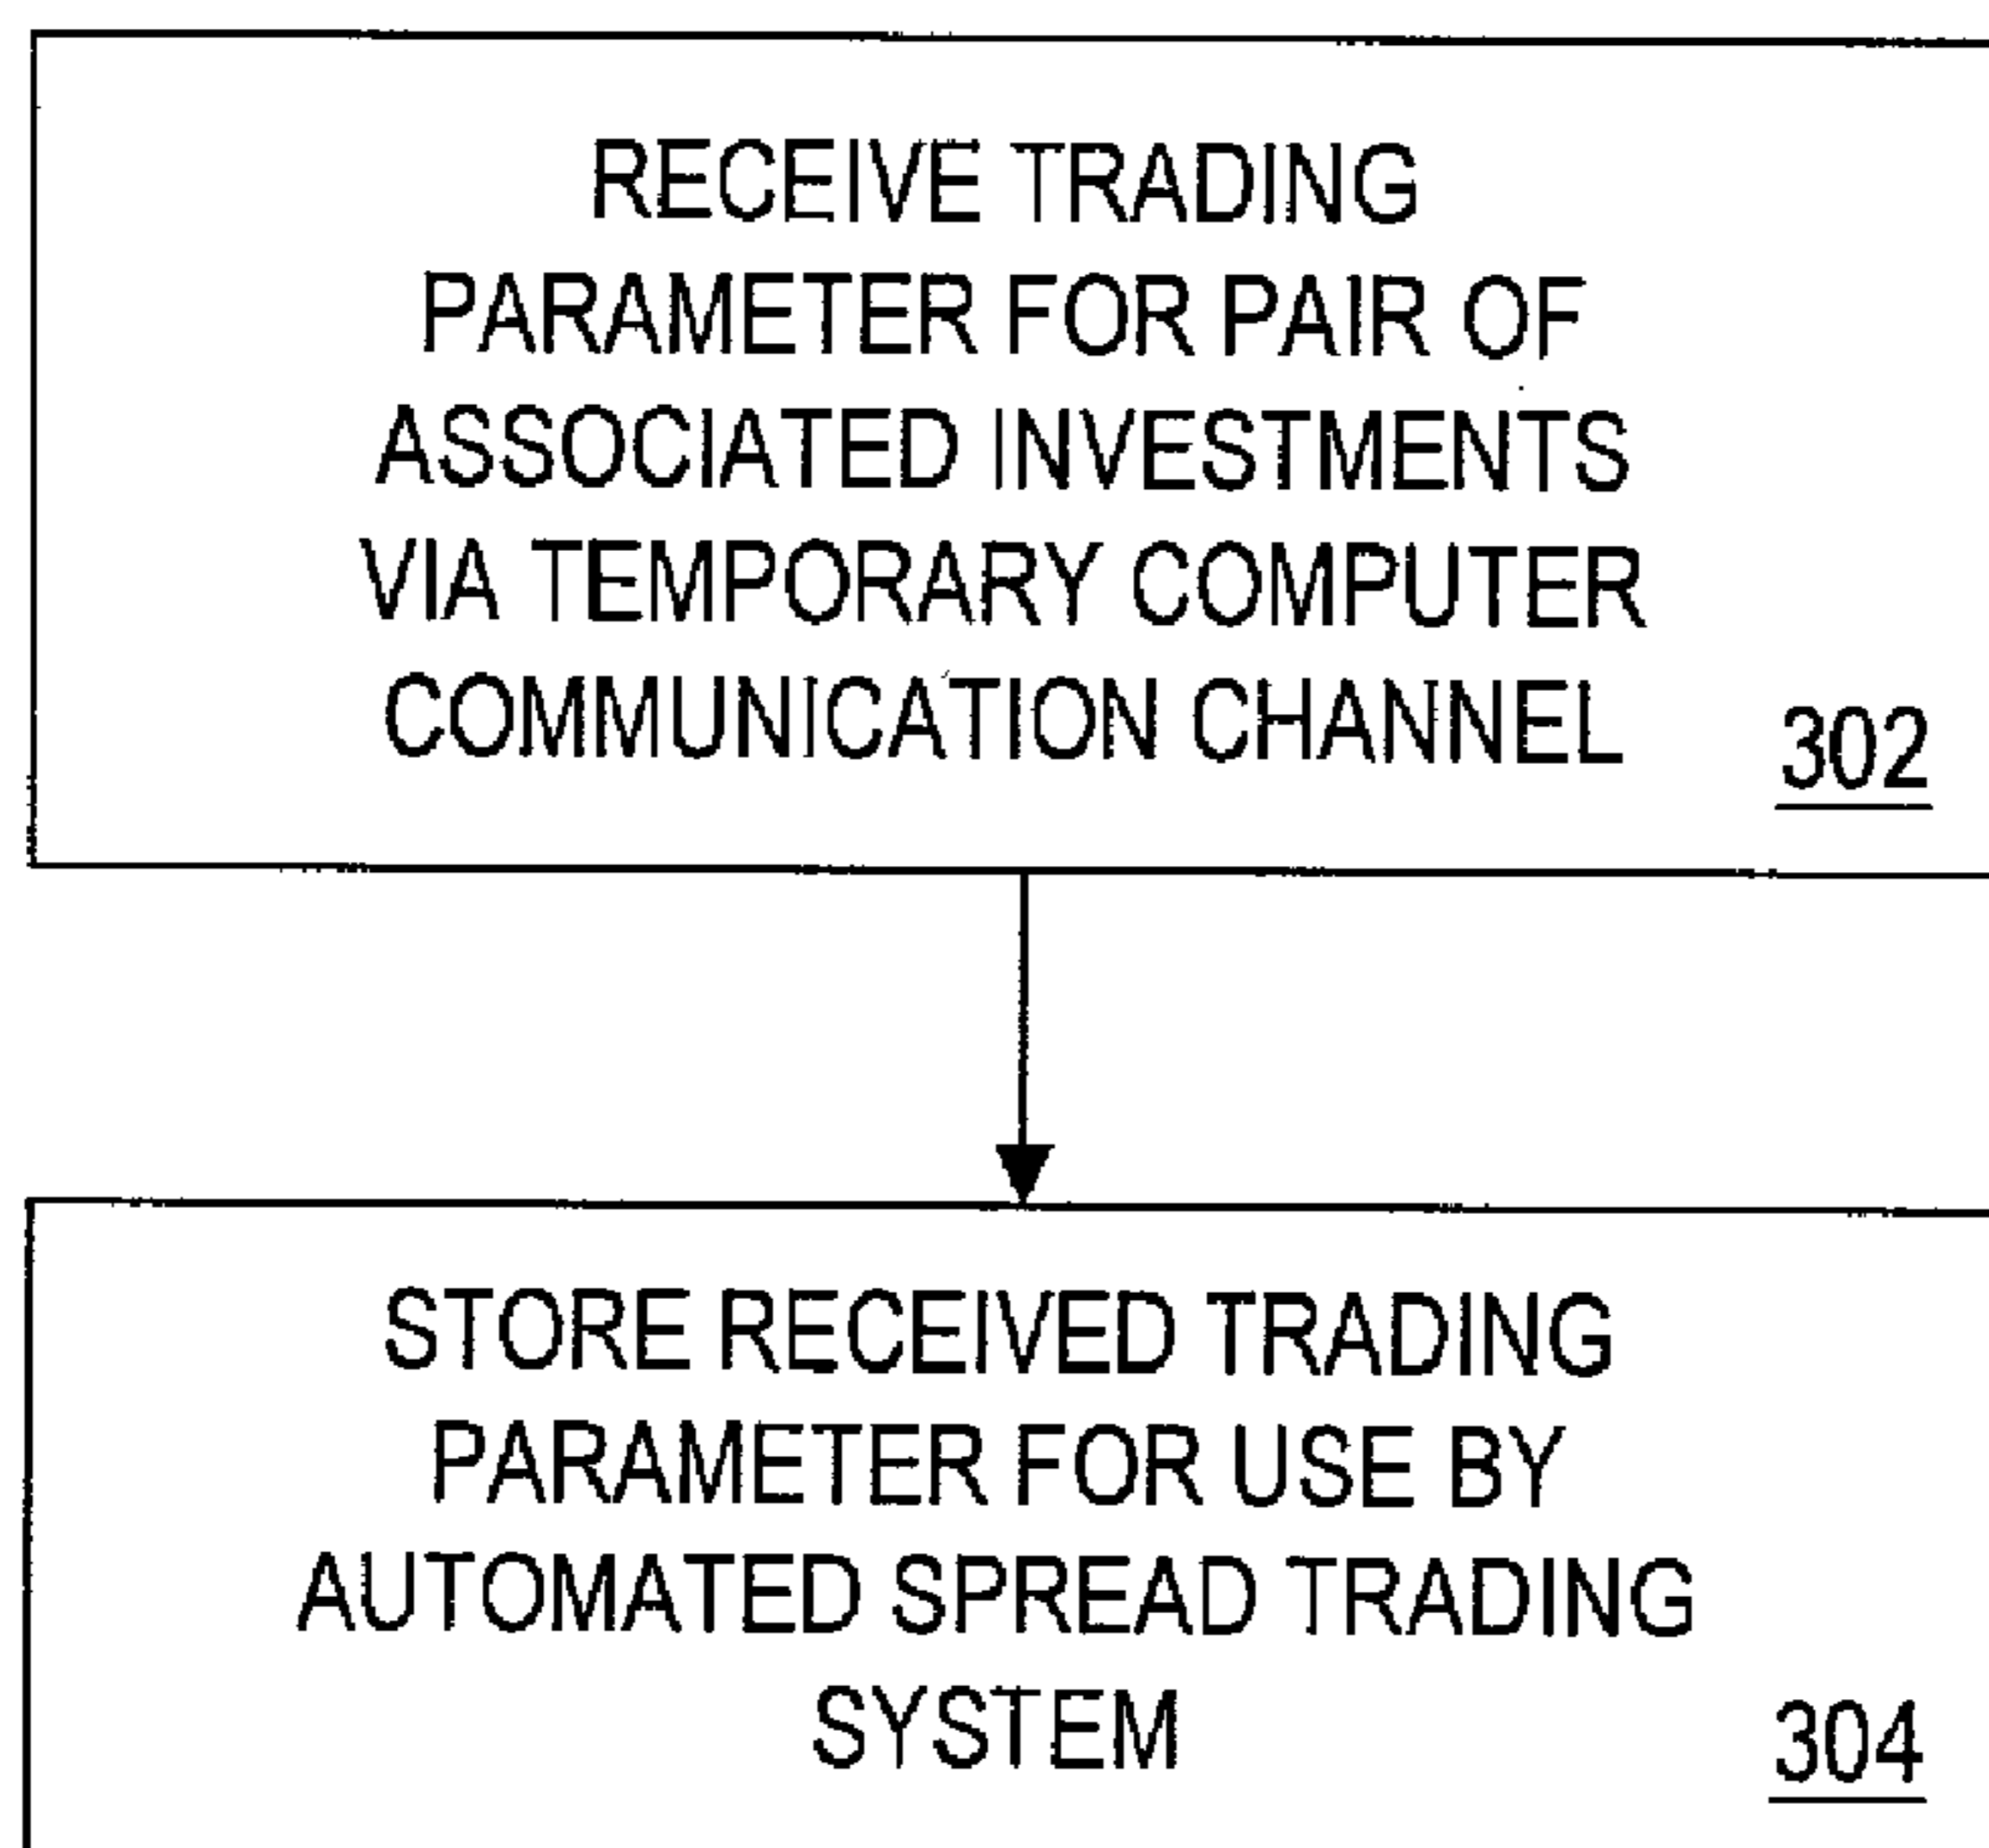 RECEIVE TRADING
PARAMETER FOR PAIR OF
ASSOCIATED INVESTMENTS
VIA TEMPORARY COMPUTER
COMMUNICATION CHANNEL
302
STORE RECEIVED TRADING
PARAMETER FOR USE BY
AUTOMATED SPREAD TRADING
SYSTEM
304